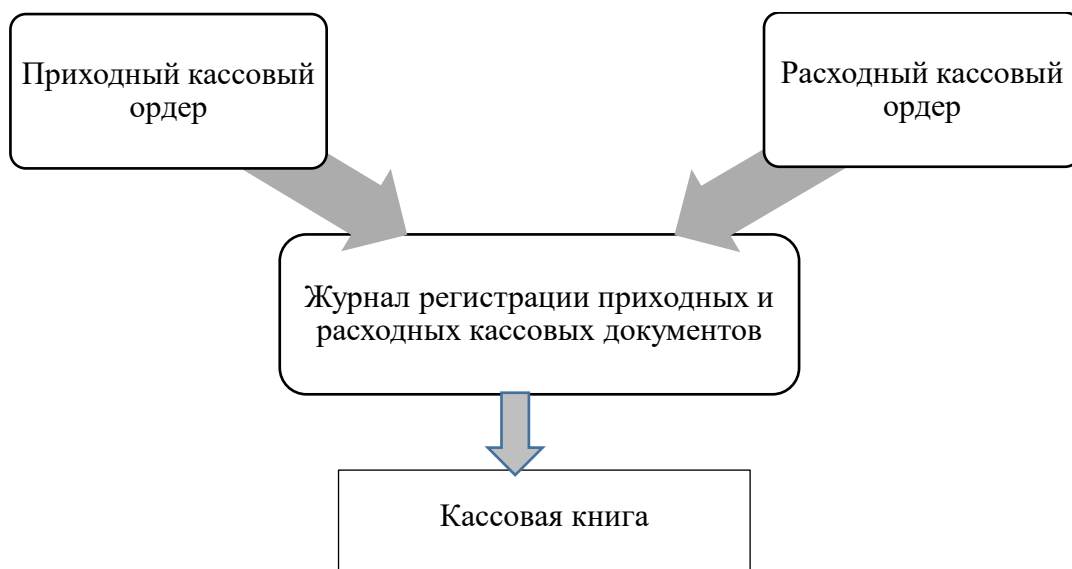 Приходный кассовый
ордер
Расходный кассовый
ордер
Журнал регистрации приходных и
расходных кассовых документов
Кассовая книга